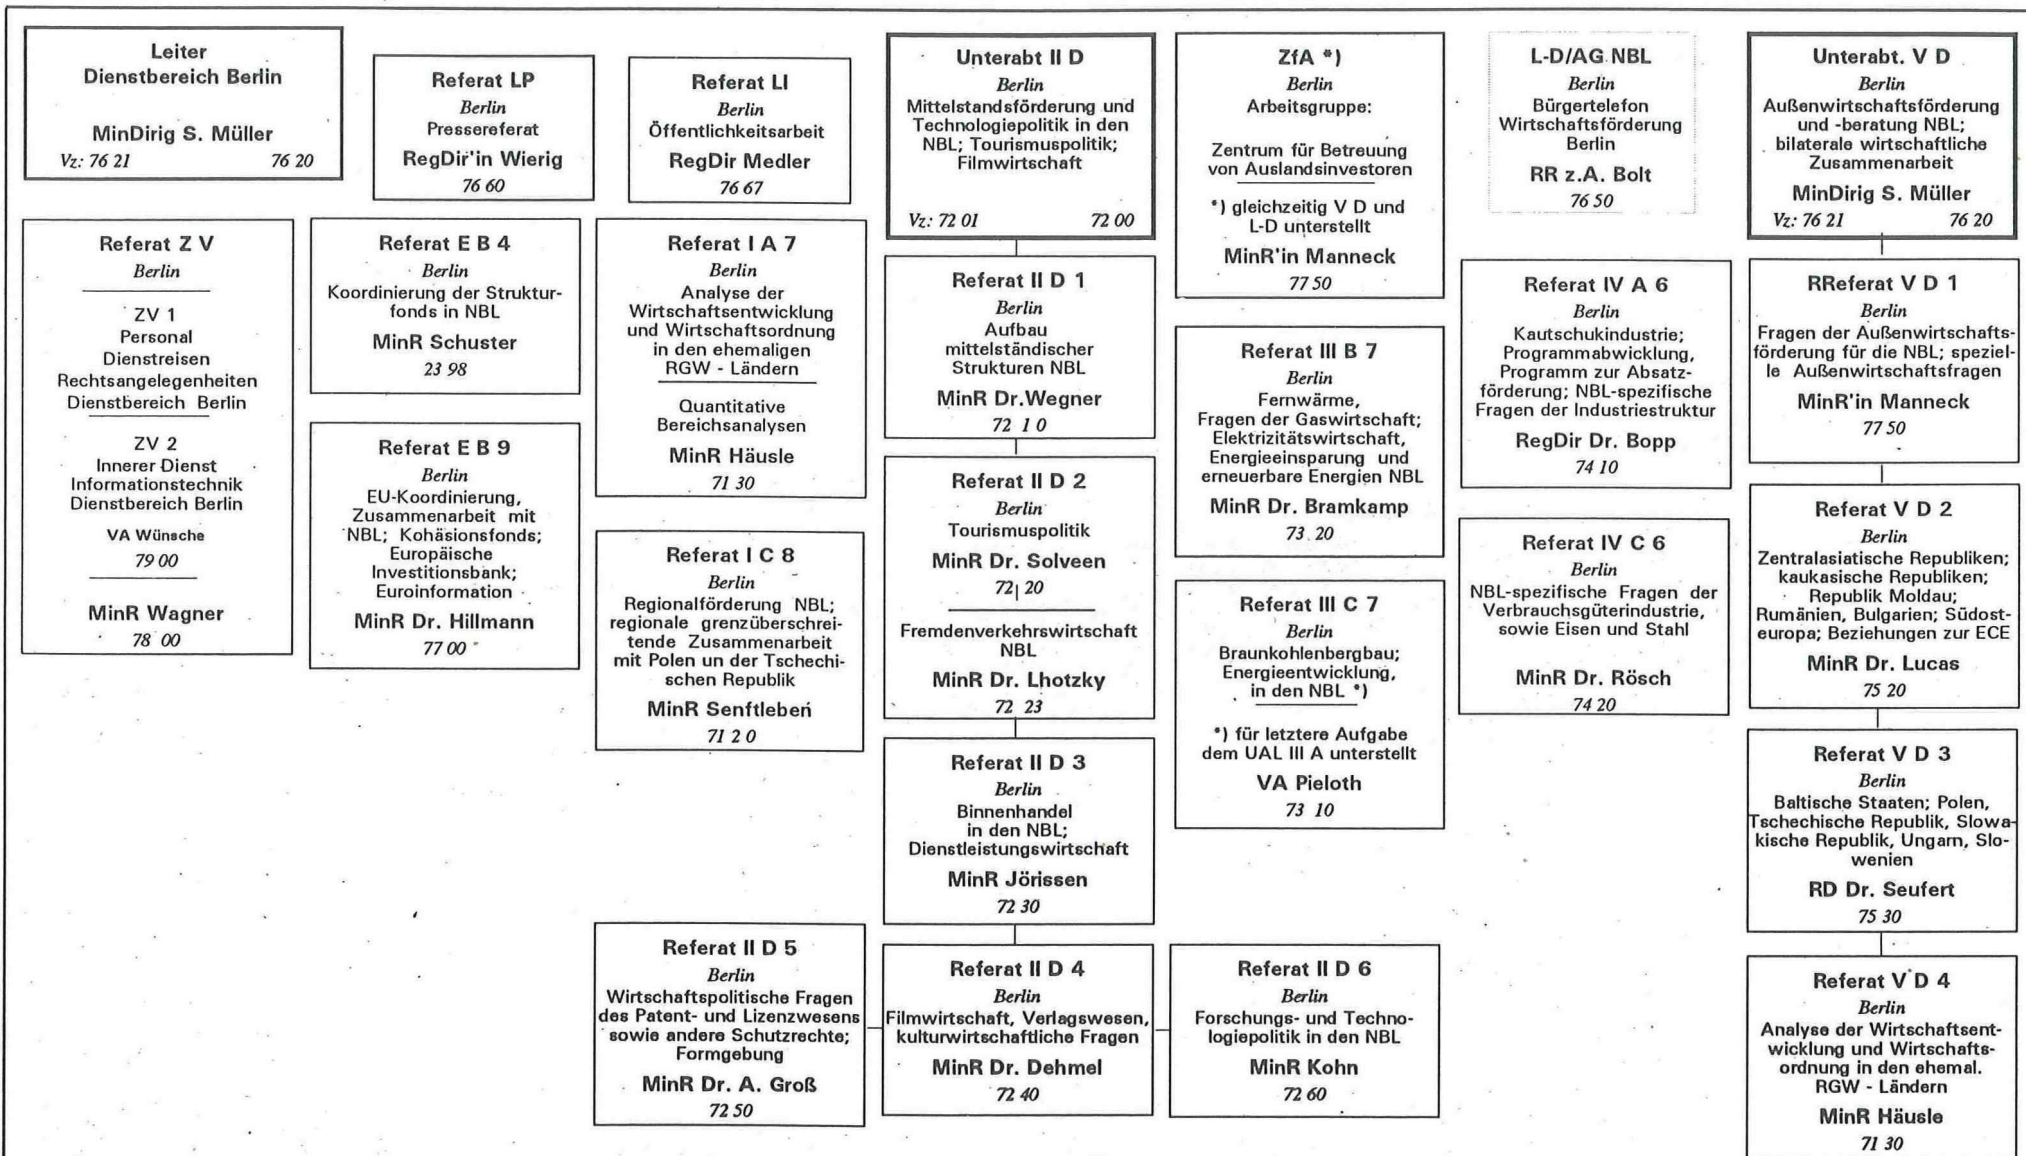 Leiter
Dienstbereich Berlin
MinDirig S. Müller
Vz.: 76 21 76 20
Referat LP
Berlin
Pressereferat
RegDir'in Wierig
76 60
Referat LI
Berlin
Öffentlichkeitsarbeit
RegDir Medler
76 67
Unterabt II D
Berlin
Mittelstandsförderung und
Technologiepolitik in den
NBL; Tourismuspolitik;
Filmwirtschaft
Vz.: 72 01 72 00
ZfA *)
Berlin
Arbeitsgruppe:
Zentrum für Betreuung
von Auslandsinvestoren
*) gleichzeitig V D und
L-D unterstellt
MinR'in Manneck
77 50
L-D/AG NBL
Berlin
Bürgertelefon
Wirtschaftsförderung
Berlin
RR z.A. Bolt
76 50
Unterabt. V D
Berlin
Außenwirtschaftsförderung
und -beratung NBL;
bilaterale wirtschaftliche
Zusammenarbeit
MinDirig S. Müller
Vz.: 76 21 76 20
Referat Z V
Berlin
ZV 1
Personal
Dienstreisen
Rechtsangelegenheiten
Dienstbereich Berlin
ZV 2
Innerer Dienst
Informationstechnik
Dienstbereich Berlin
VA Wünsche
79 00
MinR Wagner
78 00
Referat E B 4
Berlin
Koordinierung der Struktur-
fonds in NBL
MinR Schuster
23 98
Referat E B 9
Berlin
EU-Koordinierung,
Zusammenarbeit mit
NBL; Kohäsionsfonds;
Europäische
Investitionsbank;
Euroinformation
MinR Dr. Hillmann
77 00
Referat I A 7
Berlin
Analyse der
Wirtschaftsentwicklung
und Wirtschaftsordnung
in den ehemaligen
RGW - Ländern
Quantitative
Bereichsanalysen
MinR Häusle
71 30
Referat I C 8
Berlin
Regionalförderung NBL;
regionale grenzüberschrei-
tende Zusammenarbeit
mit Polen un der Tschechi-
schen Republik
MinR Senftleben
71 2 0
Referat II D 1
Berlin
Aufbau
mittelständischer
Strukturen NBL
MinR Dr.Wegner
72 1 0
Referat II D 2
Berlin
Tourismuspolitik
MinR Dr. Solveen
72 20
Fremdenverkehrswirtschaft
NBL
MinR Dr. Lhotzky
72 23
Referat II D 3
Berlin
Binnenhandel
in den NBL;
Dienstleistungswirtschaft
MinR Jörissen
72 30
Referat II D 5
Berlin
Wirtschaftspolitische Fragen
des Patent- und Lizenzwesens
sowie andere Schutzrechte;
Formgebung
MinR Dr. A. Groß
72 50
Referat II D 4
Berlin
Filmwirtschaft, Verlagswesen,
kulturwirtschaftliche Fragen
MinR Dr. Dehmel
72 40
Referat II D 6
Berlin
Forschungs- und Techno-
logiepolitik in den NBL
MinR Kohn
72 60
Referat III B 7
Berlin
Fernwärme,
Fragen der Gaswirtschaft;
Elektrizitätswirtschaft,
Energieeinsparung und
erneuerbare Energien NBL
MinR Dr. Bramkamp
73 20
Referat III C 7
Berlin
Braunkohlenbergbau;
Energieentwicklung,
in den NBL *)
*) für letztere Aufgabe
dem UAL III A unterstellt
VA Pieloth
73 10
Referat IV A 6
Berlin
Kautschukindustrie;
Programmabwicklung,
Programm zur Absatz-
förderung; NBL-spezifische
Fragen der Industriestruktur
RegDir Dr. Bopp
74 10
Referat IV C 6
Berlin
NBL-spezifische Fragen der
Verbrauchsgüterindustrie,
sowie Eisen und Stahl
MinR Dr. Rösch
74 20
RReferat V D 1
Berlin
Fragen der Außenwirtschafts-
förderung für die NBL; speziel-
le Außenwirtschaftsfragen
MinR'in Manneck
77 50
Referat V D 2
Berlin
Zentralasiatische Republiken;
kaukasische Republiken;
Republik Moldau;
Rumänien, Bulgarien; Südost-
europa; Beziehungen zur ECE
MinR Dr. Lucas
75 20
Referat V D 3
Berlin
Baltische Staaten; Polen,
Tschechische Republik, Slowa-
kische Republik, Ungarn, Slo-
wenien
RD Dr. Seufert
75 30
Referat V D 4
Berlin
Analyse der Wirtschaftsent-
wicklung und Wirtschafts-
ordnung in den ehemal.
RGW - Ländern
MinR Häusle
71 30